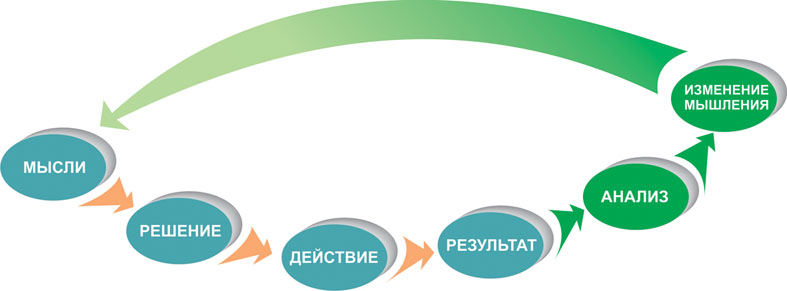 МЫСЛИ
РЕШЕНИЕ
ДЕЙСТВИЕ
РЕЗУЛЬТАТ
АНАЛИЗ
ИЗМЕНЕНИЕ
МЫШЛЕНИЯ